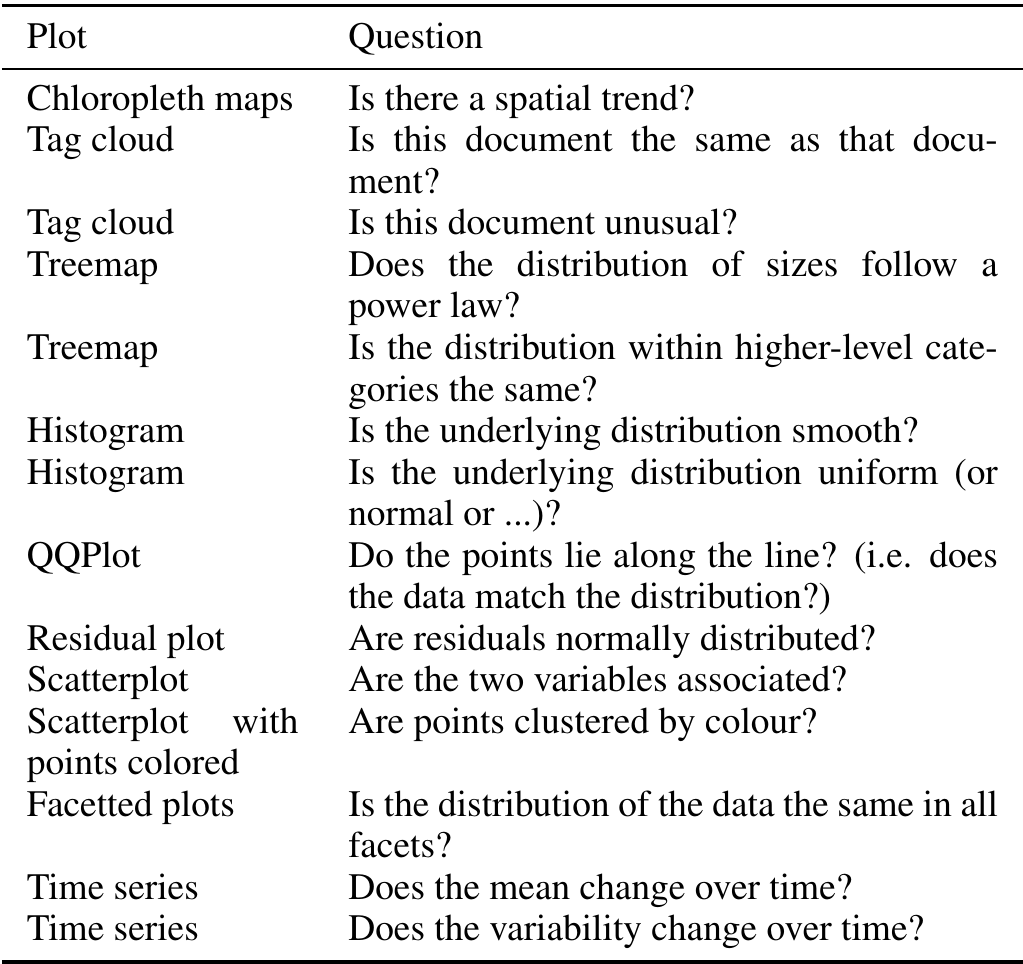 Plot Question
Chloropleth maps Is there a spatial trend?
Tag cloud Is this document the same as that docu-
ment?
Tag cloud Is this document unusual?
Treemap Does the distribution of sizes follow a
power law?
Treemap Is the distribution within higher-level cate-
gories the same?
Histogram Is the underlying distribution smooth?
Histogram Is the underlying distribution uniform (or
normal or ...)?
QQPlot Do the points lie along the line? (i.e. does
the data match the distribution?)
Residual plot Are residuals normally distributed?
Scatterplot Are the two variables associated?
Scatterplot with Are points clustered by colour?
points colored
Facetted plots Is the distribution of the data the same in all
facets?
Time series Does the mean change over time?
Time series Does the variability change over time?